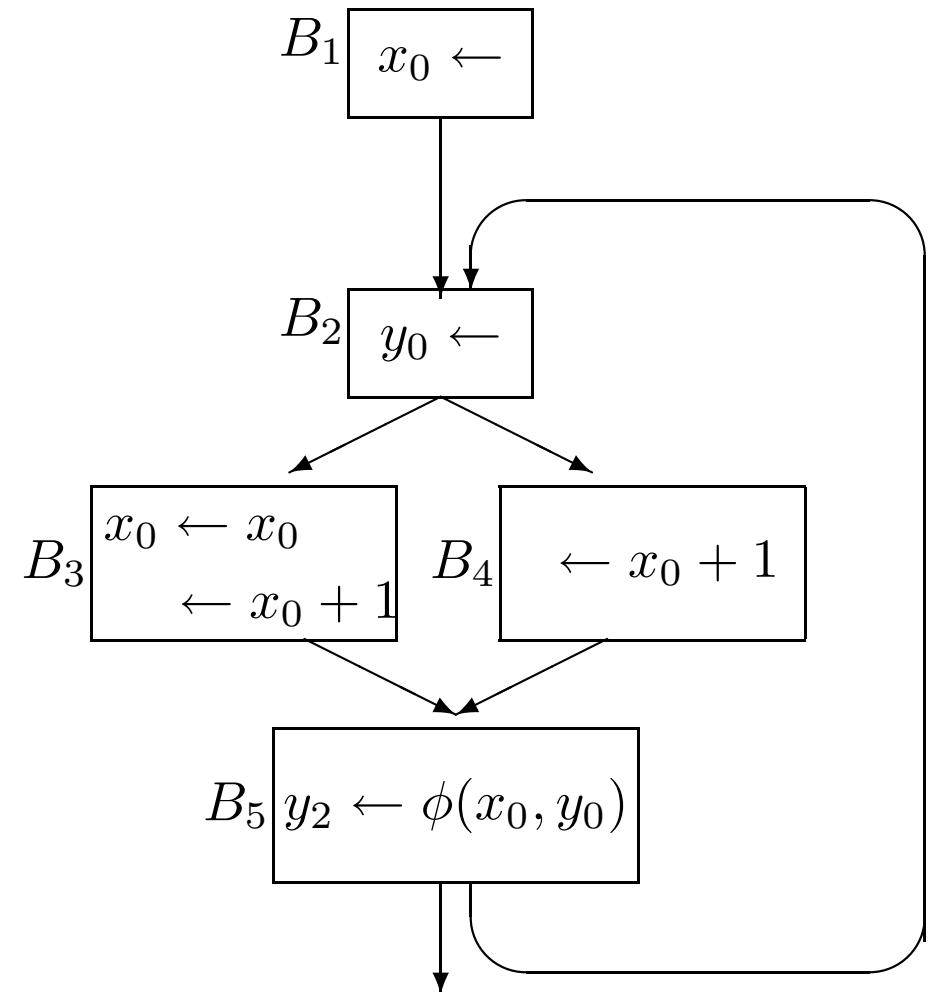 B₁ x₀ ←
B₂ y₀ ←
x₀ ← x₀
B₃
← x₀ + 1
B₄ ← x₀ + 1
B₅ y₂ ← ϕ(x₀, y₀)